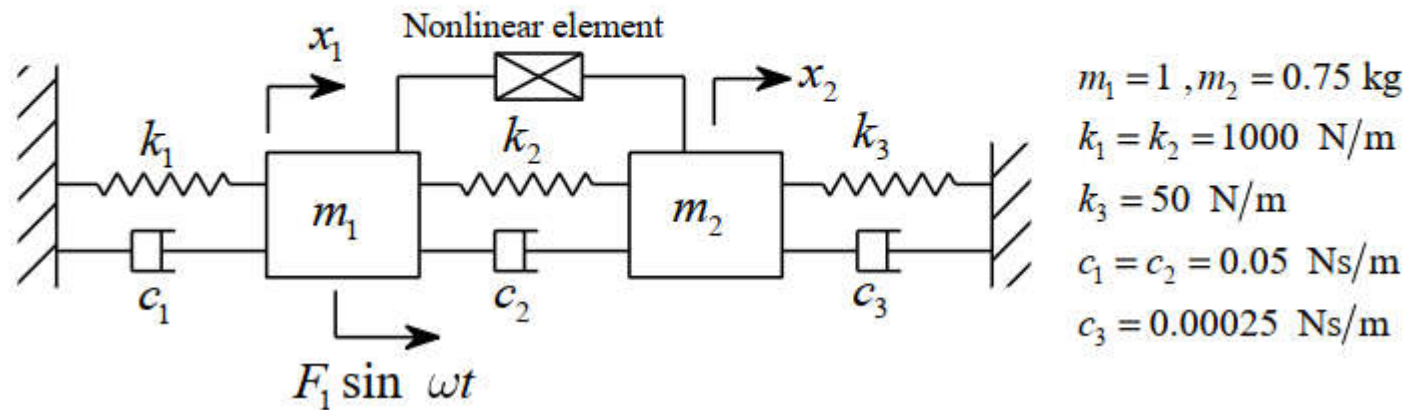 Nonlinear element
x₁
x₂
k₁
k₂
k₃
m₁
m₂
c₁
c₂
c₃
F₁ sin ωt
m₁ = 1 , m₂ = 0.75 kg
k₁ = k₂ = 1000 N/m
k₃ = 50 N/m
c₁ = c₂ = 0.05 Ns/m
c₃ = 0.00025 Ns/m